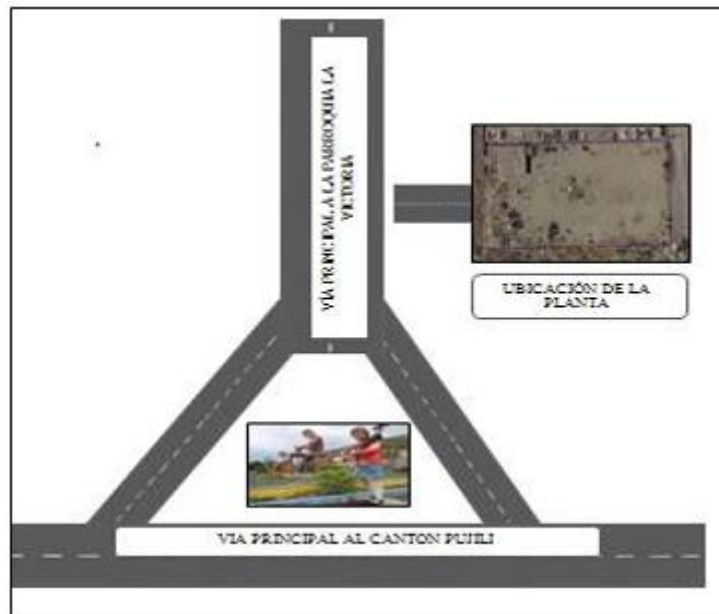 VÍA PRINCIPAL A LA PARROQUIA LA
VICTORIA
UBICACIÓN DE LA
PLANTA
VIA PRINCIPAL AL CANTON PUJILI